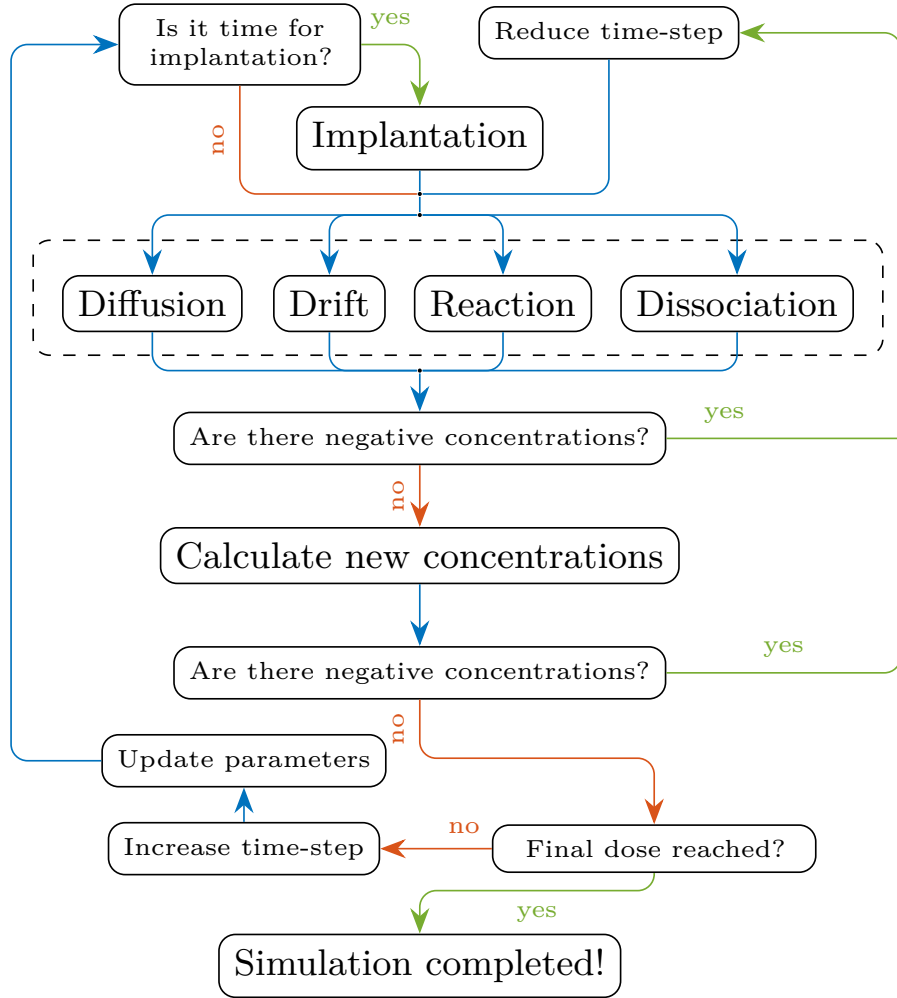 Is it time for
implantation?
yes
Reduce time-step
no
Implantation
Diffusion
Drift
Reaction
Dissociation
Are there negative concentrations?
yes
no
Calculate new concentrations
Are there negative concentrations?
yes
no
Update parameters
Increase time-step
no
Final dose reached?
yes
Simulation completed!